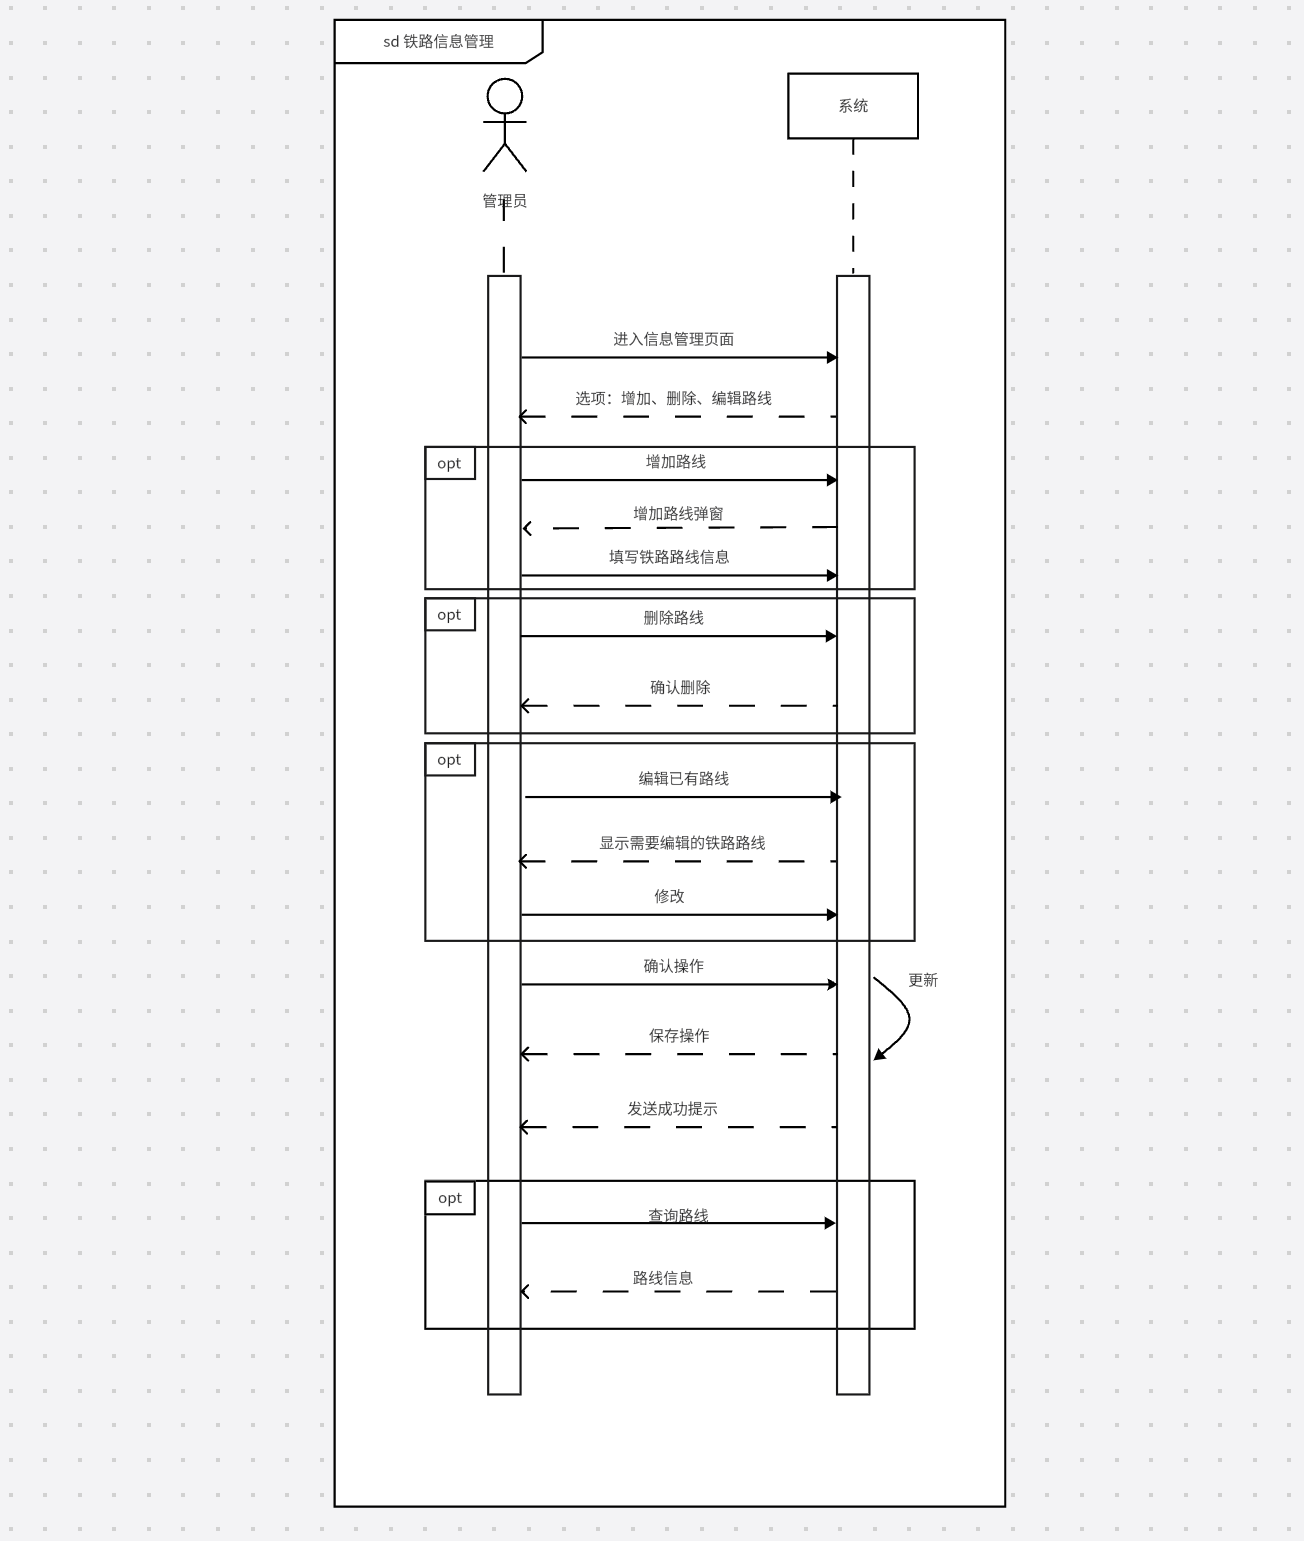 sd 铁路信息管理
系统
管理员
进入信息管理页面
选项：增加、删除、编辑路线
opt
增加路线
增加路线弹窗
填写铁路路线信息
opt
删除路线
确认删除
opt
编辑已有路线
显示需要编辑的铁路路线
修改
确认操作
更新
保存操作
发送成功提示
opt
查询路线
路线信息